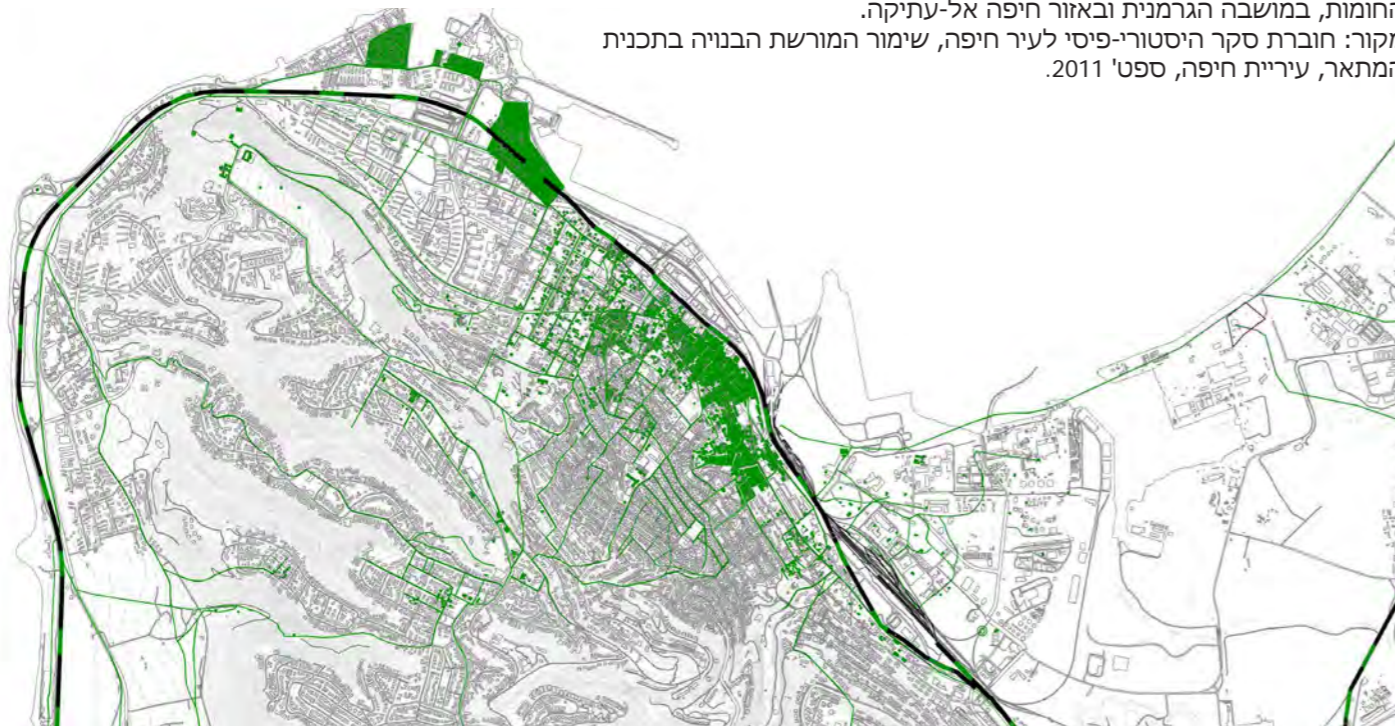 החומות, במושבה הגרמנית ובאזור חיפה אל-עתיקה.
מקור: חוברת סקר היסטורי-פיסי לעיר חיפה, שימור המורשת הבנויה בתכנית
המתאר, עיריית חיפה, ספט' 2011.